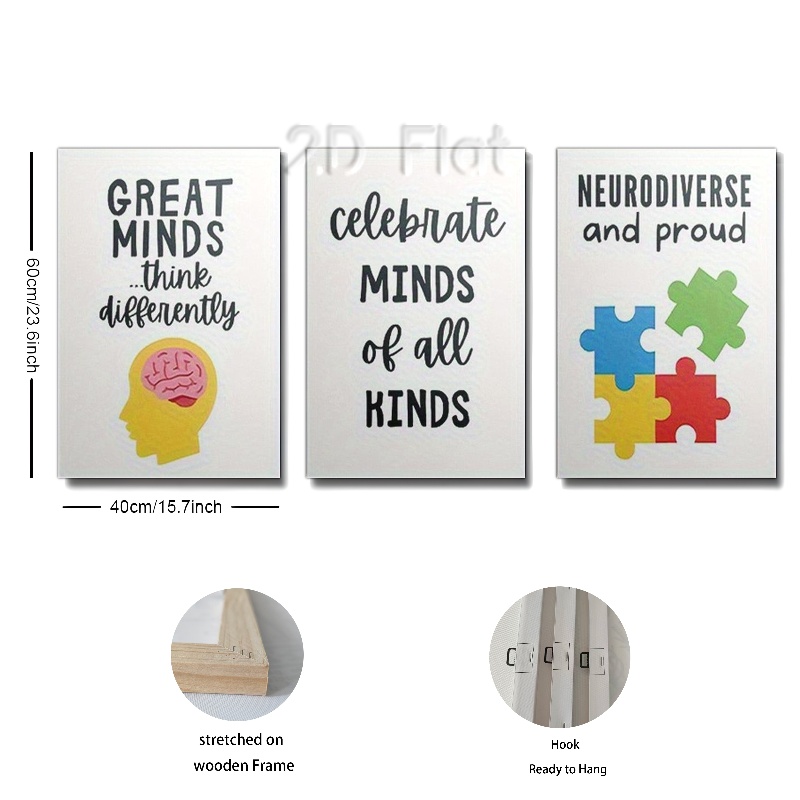 2.D Flat
GREAT
MINDS
...think
differently
celebrate
MINDS
of all
KINDS
NEURODIVERSE
and proud
60cm/23.6inch
40cm/15.7inch
stretched on
wooden Frame
Hook
Ready to Hang